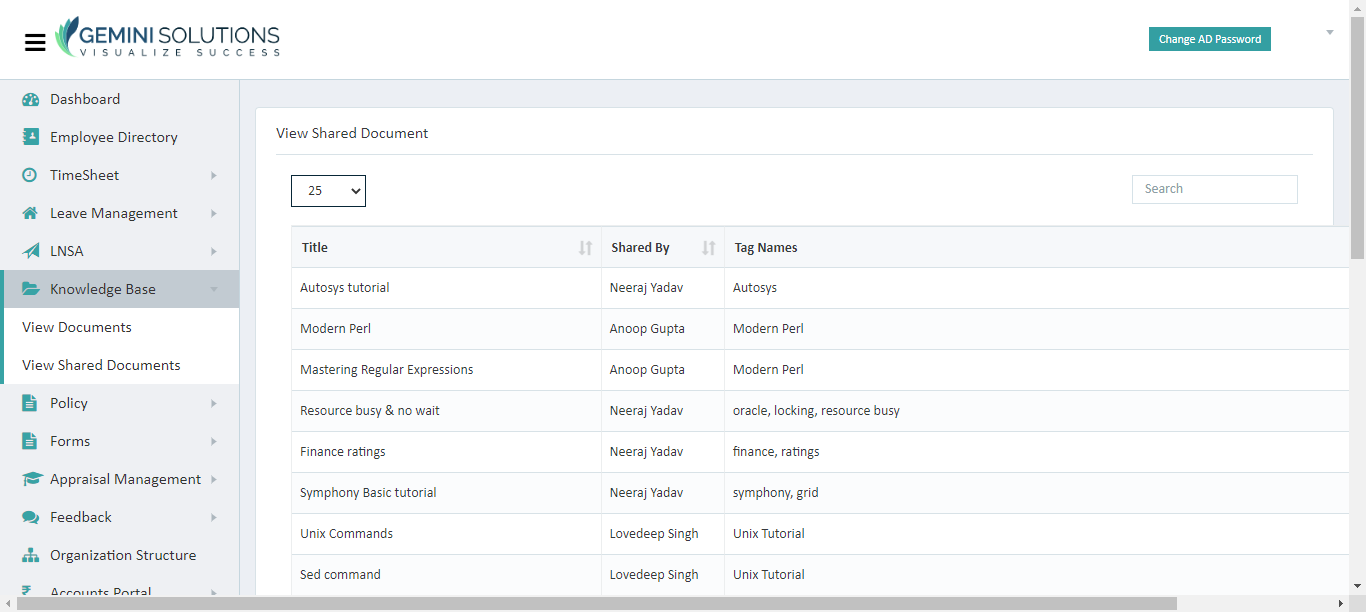 GEMINI SOLUTIONS
VISUALIZE SUCCESS
Change AD Password
Dashboard
Employee Directory
TimeSheet
Leave Management
LNSA
Knowledge Base
View Documents
View Shared Documents
Policy
Forms
Appraisal Management
Feedback
Organization Structure
Accounts Portal
View Shared Document
25
Search
Title Shared By Tag Names
Autosys tutorial Neeraj Yadav Autosys
Modern Perl Anoop Gupta Modern Perl
Mastering Regular Expressions Anoop Gupta Modern Perl
Resource busy & no wait Neeraj Yadav oracle, locking, resource busy
Finance ratings Neeraj Yadav finance, ratings
Symphony Basic tutorial Neeraj Yadav symphony, grid
Unix Commands Lovedeep Singh Unix Tutorial
Sed command Lovedeep Singh Unix Tutorial